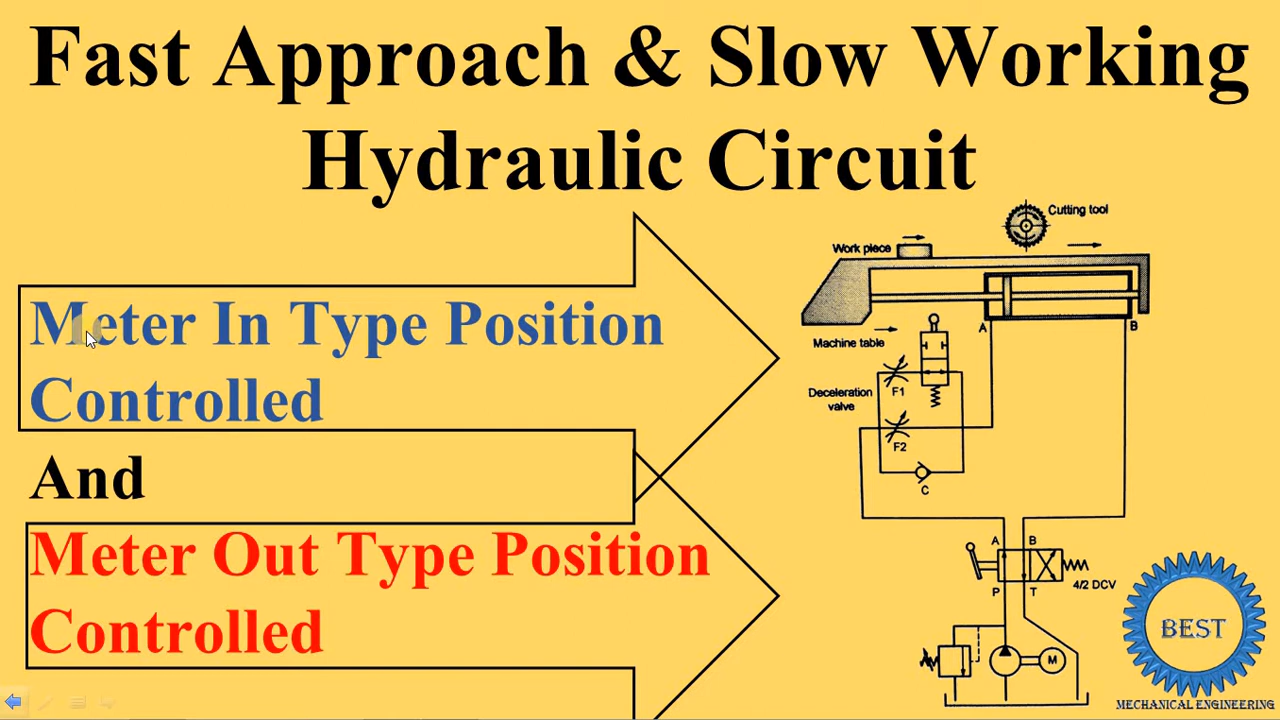 Fast Approach & Slow Working
Hydraulic Circuit
Meter In Type Position
Controlled
And
Meter Out Type Position
Controlled
Cutting tool
Work piece
A
B
Machine table
Deceleration
valve
F1
F2
C
A
B
P
T
4/2 DCV
M
BEST
MECHANICAL ENGINEERING